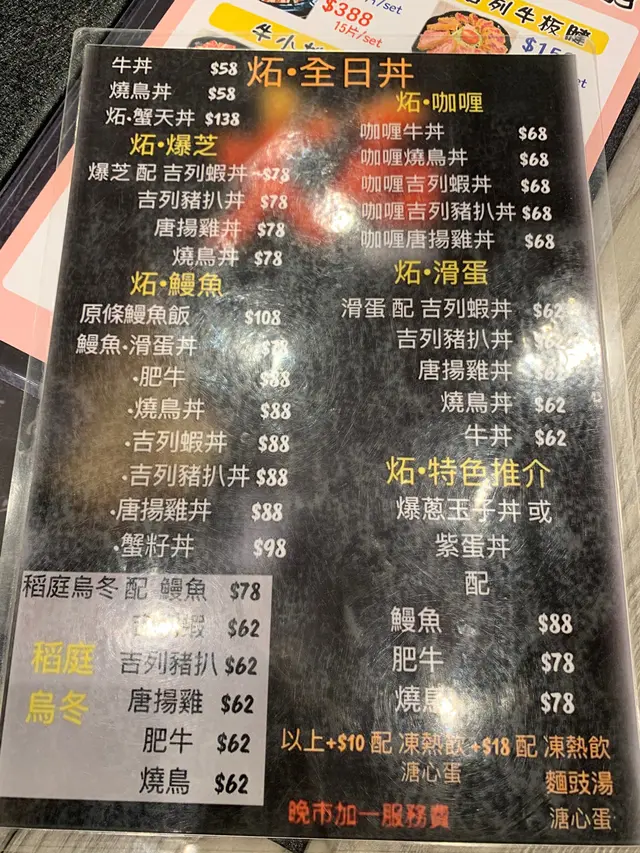 $388
15片/set
牛丼 $58
燒鳥丼 $58
炻·蟹天丼 $138
炻·全日丼
炻·爆芝
爆芝 配 吉列蝦丼 $78
吉列豬扒丼 $78
唐揚雞丼 $78
燒鳥丼 $78
炻·鰻魚
原條鰻魚飯 $108
鰻魚·滑蛋丼 $78
·肥牛 $88
·燒鳥丼 $88
·吉列蝦丼 $88
·吉列豬扒丼 $88
·唐揚雞丼 $88
·蟹籽丼 $98
稻庭烏冬 配 鰻魚 $78
蝦 $62
稻庭
烏冬
吉列豬扒 $62
唐揚雞 $62
肥牛 $62
燒鳥 $62
炻·咖喱
咖喱牛丼 $68
咖喱燒鳥丼 $68
咖喱吉列蝦丼 $68
咖喱吉列豬扒丼 $68
咖喱唐揚雞丼 $68
炻·滑蛋
滑蛋 配 吉列蝦丼 $62
吉列豬扒丼
唐揚雞丼
燒鳥丼 $62
牛丼 $62
炻·特色推介
爆蔥玉子丼 或
紫蛋丼
配
鰻魚 $88
肥牛 $78
燒鳥 $78
以上+$10 配 凍熱飲 +$18 配 凍熱飲
溏心蛋
麵豉湯
溏心蛋
晚市加一服務費